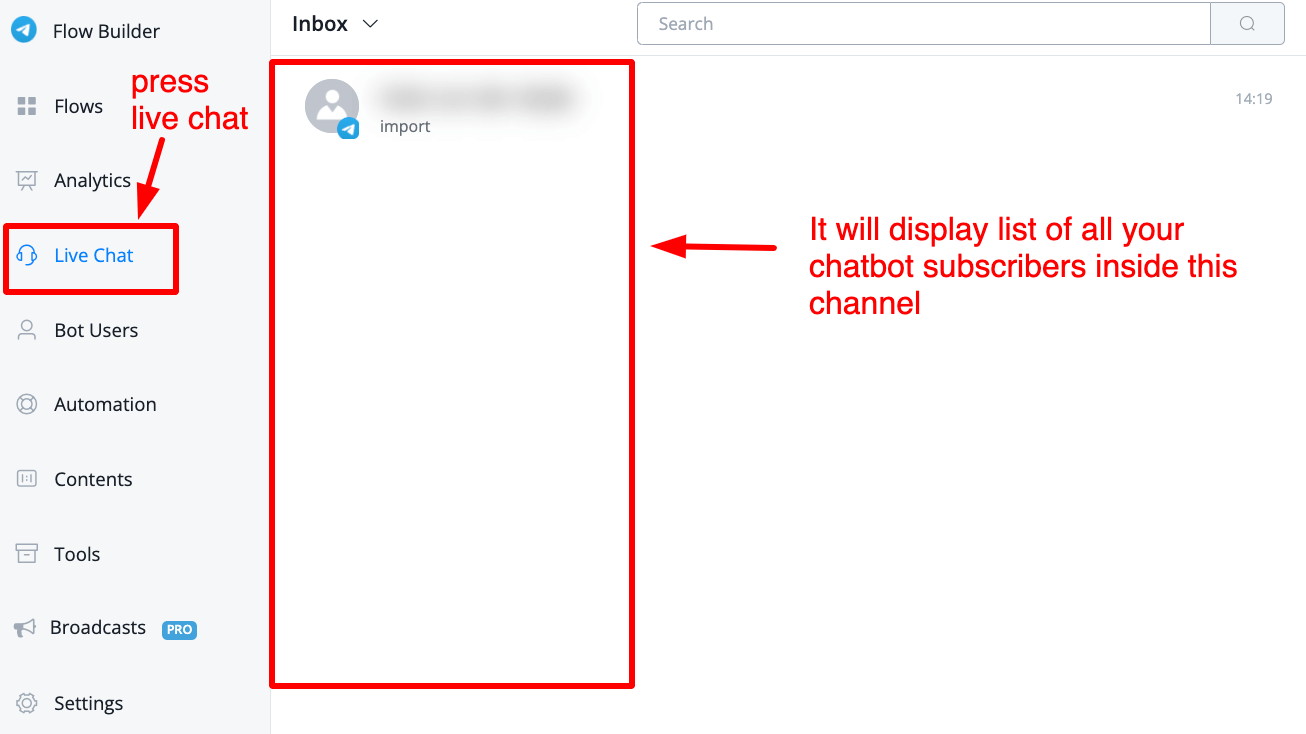 Flow Builder
Inbox
Search
press
live chat
Flows
Analytics
Live Chat
Bot Users
Automation
Contents
Tools
Broadcasts PRO
Settings
import
14:19
It will display list of all your
chatbot subscribers inside this
channel